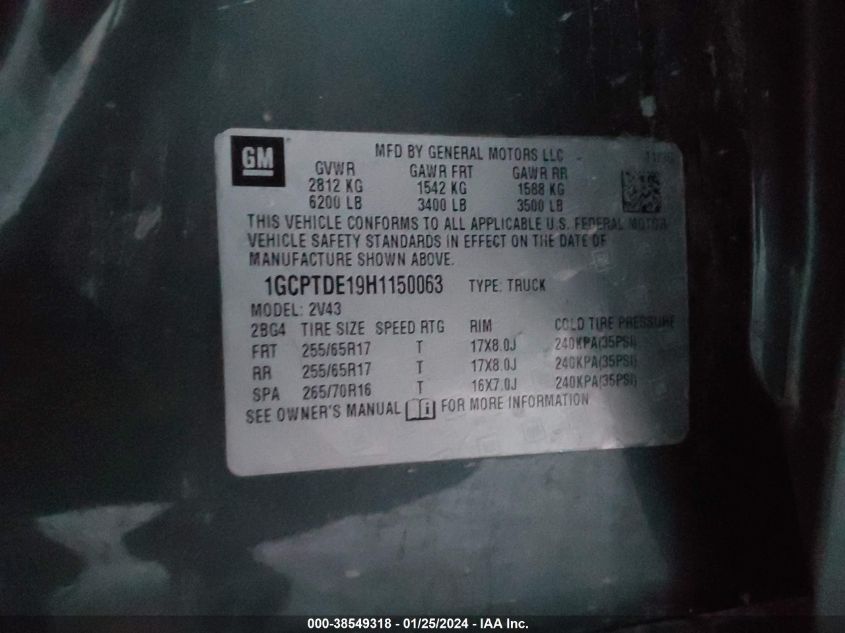 GM
MFD BY GENERAL MOTORS LLC
GVWR GAWR FRT GAWR RR
2812 KG 1542 KG 1588 KG
6200 LB 3400 LB 3500 LB
THIS VEHICLE CONFORMS TO ALL APPLICABLE U.S. FEDERAL MOTOR
VEHICLE SAFETY STANDARDS IN EFFECT ON THE DATE OF
MANUFACTURE SHOWN ABOVE.
1GCPTDE19H1150063 TYPE: TRUCK
MODEL: 2V43
2BG4 TIRE SIZE SPEED RTG RIM COLD TIRE PRESSURE
FRT 255/65R17 T 17X8.0J 240KPA(35PSI)
RR 255/65R17 T 17X8.0J 240KPA(35PSI)
SPA 265/70R16 T 16X7.0J 240KPA(35PSI)
SEE OWNER'S MANUAL FOR MORE INFORMATION
000-38549318 - 01/25/2024 - IAA Inc.